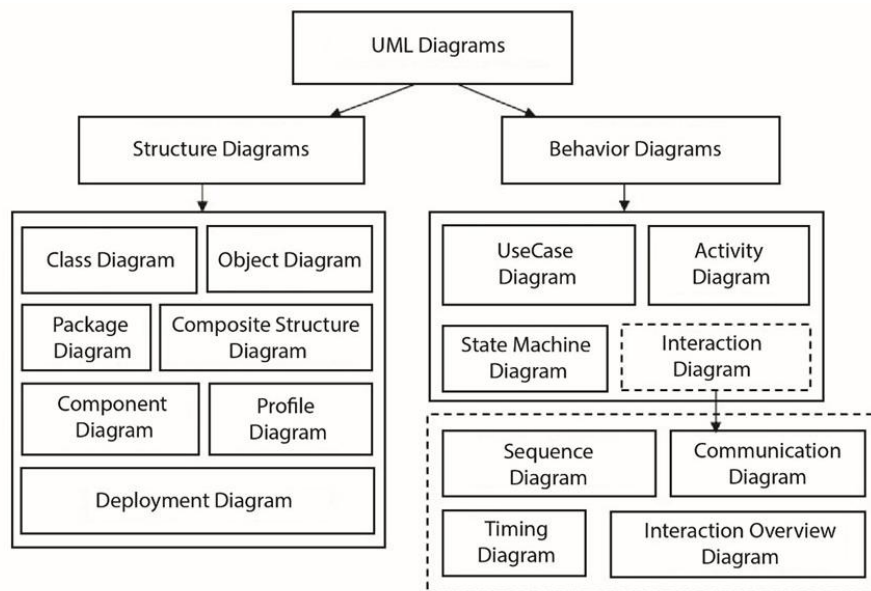 UML Diagrams
Structure Diagrams
Behavior Diagrams
Class Diagram
Object Diagram
Package
Diagram
Composite Structure
Diagram
Component
Diagram
Profile
Diagram
Deployment Diagram
UseCase
Diagram
Activity
Diagram
State Machine
Diagram
Interaction
Diagram
Sequence
Diagram
Communication
Diagram
Timing
Diagram
Interaction Overview
Diagram